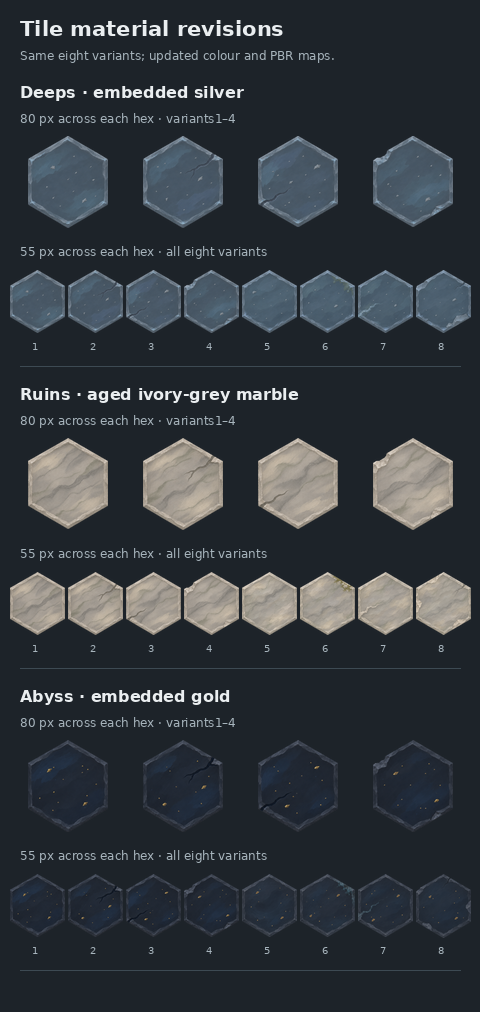 Tile material revisions
Same eight variants; updated colour and PBR maps.
Deeps · embedded silver
80 px across each hex · variants1–4
55 px across each hex · all eight variants
1 2 3 4 5 6 7 8
Ruins · aged ivory-grey marble
80 px across each hex · variants1–4
55 px across each hex · all eight variants
1 2 3 4 5 6 7 8
Abyss · embedded gold
80 px across each hex · variants1–4
55 px across each hex · all eight variants
1 2 3 4 5 6 7 8